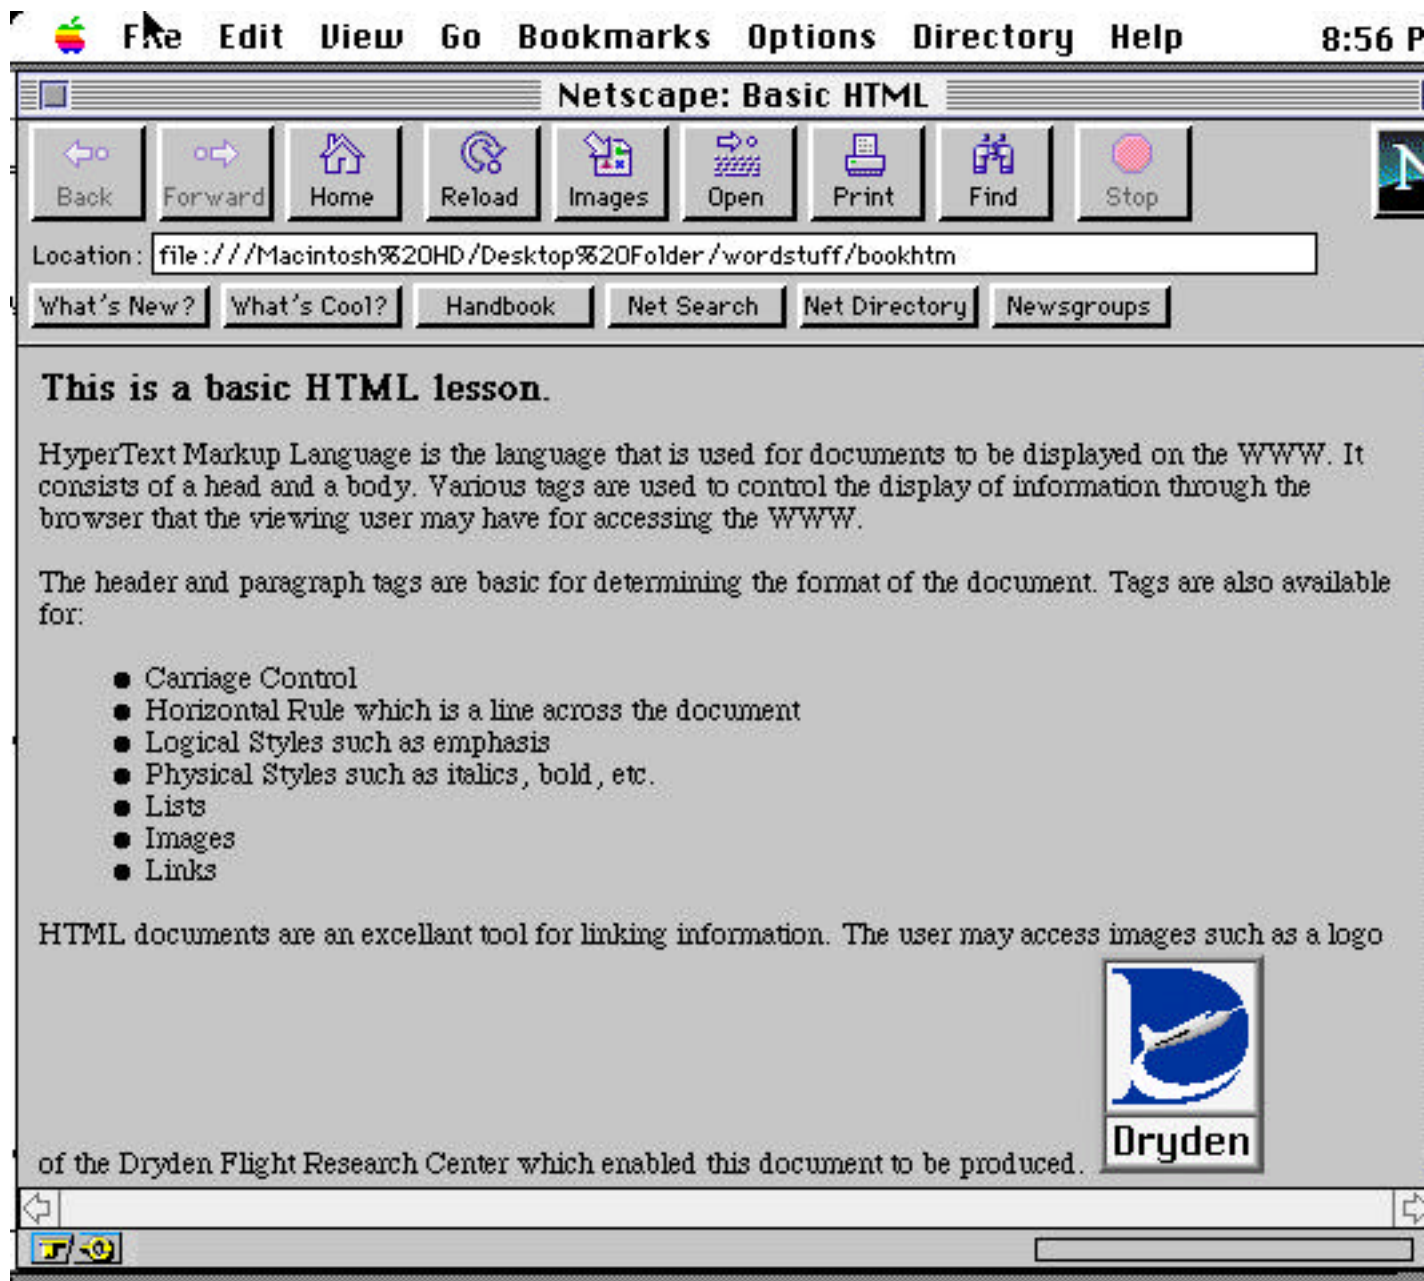 File Edit View Go Bookmarks Options Directory Help 8:56 P
Netscape: Basic HTML
Back Forward Home Reload Images Open Print Find Stop N
Location: file:///Macintosh%20HD/Desktop%20Folder/wordstuff/bookhtm
What's New? What's Cool? Handbook Net Search Net Directory Newsgroups
This is a basic HTML lesson.
HyperText Markup Language is the language that is used for documents to be displayed on the WWW. It
consists of a head and a body. Various tags are used to control the display of information through the
browser that the viewing user may have for accessing the WWW.
The header and paragraph tags are basic for determining the format of the document. Tags are also available
for:
● Carriage Control
● Horizontal Rule which is a line across the document
● Logical Styles such as emphasis
● Physical Styles such as italics, bold, etc.
● Lists
● Images
● Links
HTML documents are an excellant tool for linking information. The user may access images such as a logo
Dryden
of the Dryden Flight Research Center which enabled this document to be produced.